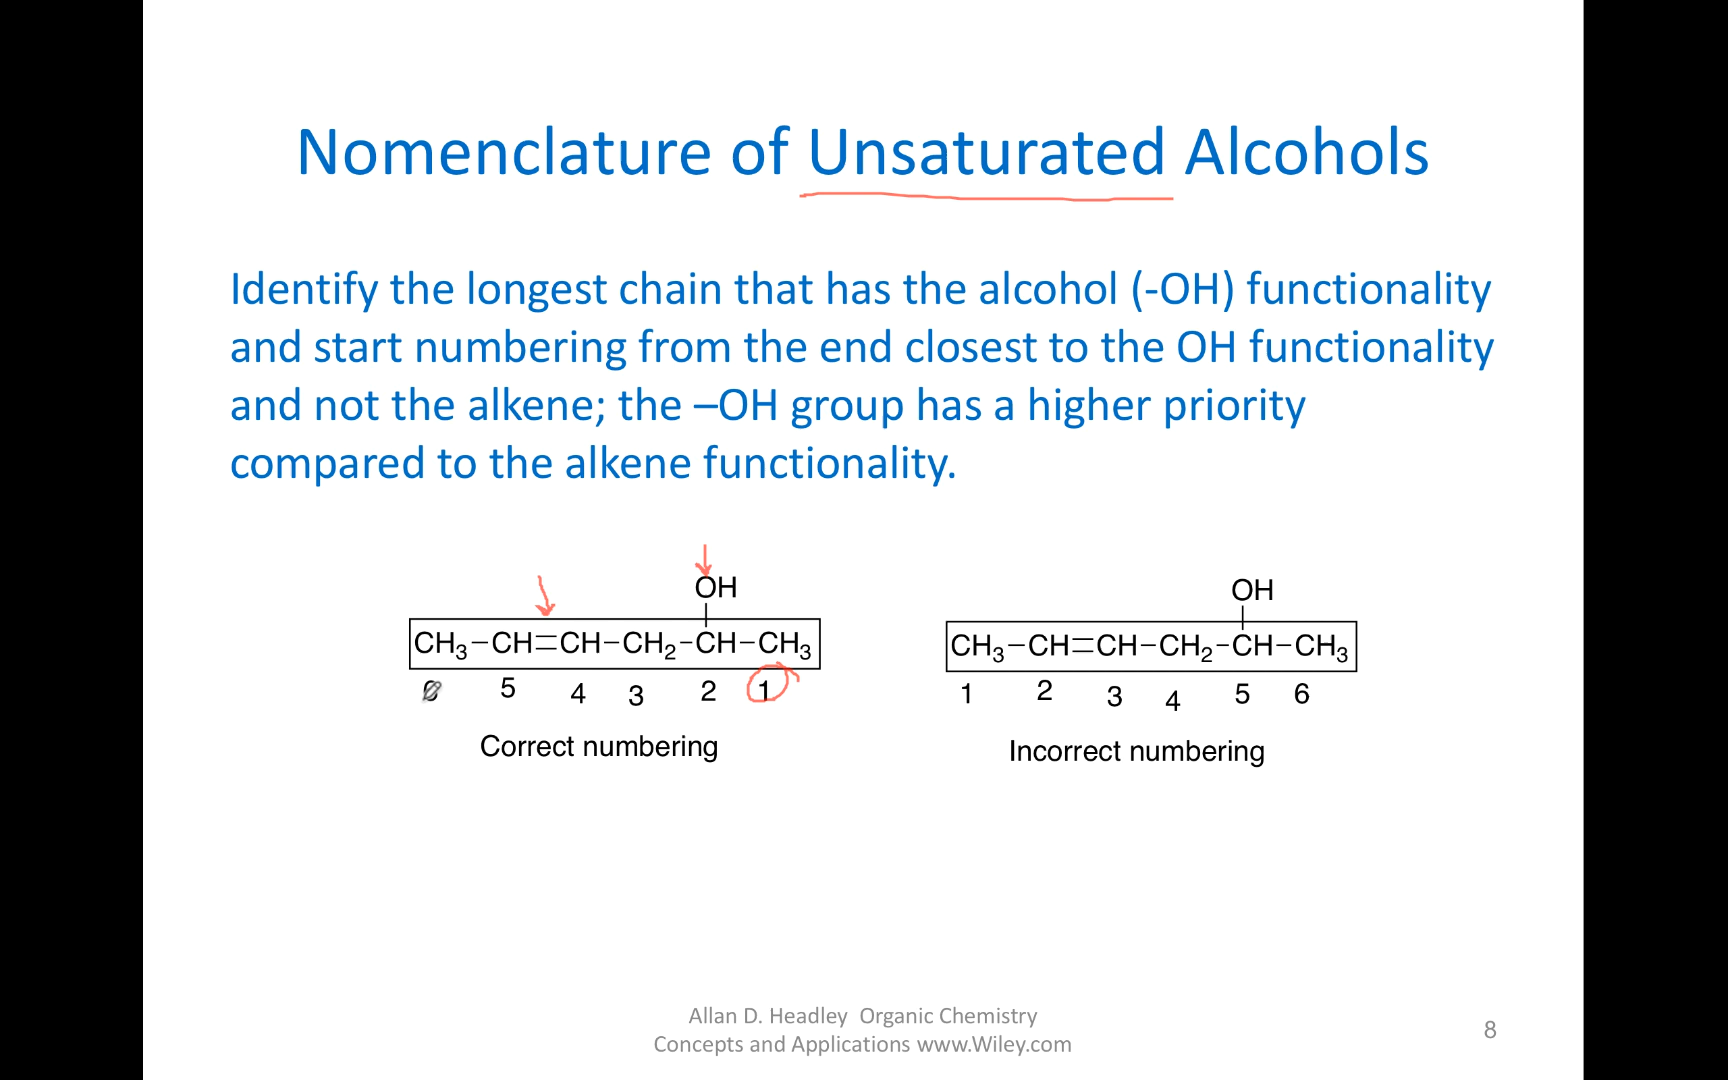 Nomenclature of Unsaturated Alcohols
Identify the longest chain that has the alcohol (-OH) functionality
and start numbering from the end closest to the OH functionality
and not the alkene; the –OH group has a higher priority
compared to the alkene functionality.
OH
CH₃–CH=CH–CH₂–CH–CH₃
5 4 3 2 1
Correct numbering
OH
CH₃–CH=CH–CH₂–CH–CH₃
1 2 3 4 5 6
Incorrect numbering
Allan D. Headley Organic Chemistry
Concepts and Applications www.Wiley.com
8